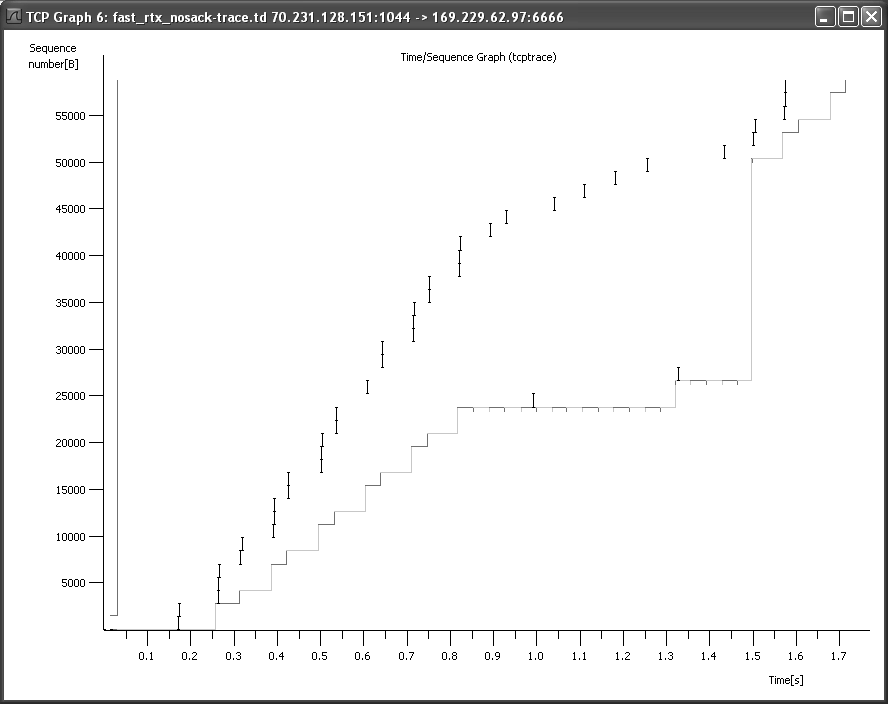 TCP Graph 6: fast_rtx_nosack-trace.td 70.231.128.151:1044 -> 169.229.62.97:6666
Sequence
number[B]
Time/Sequence Graph (tcptrace)
55000
50000
45000
40000
35000
30000
25000
20000
15000
10000
5000
0.1 0.2 0.3 0.4 0.5 0.6 0.7 0.8 0.9 1.0 1.1 1.2 1.3 1.4 1.5 1.6 1.7
Time[s]